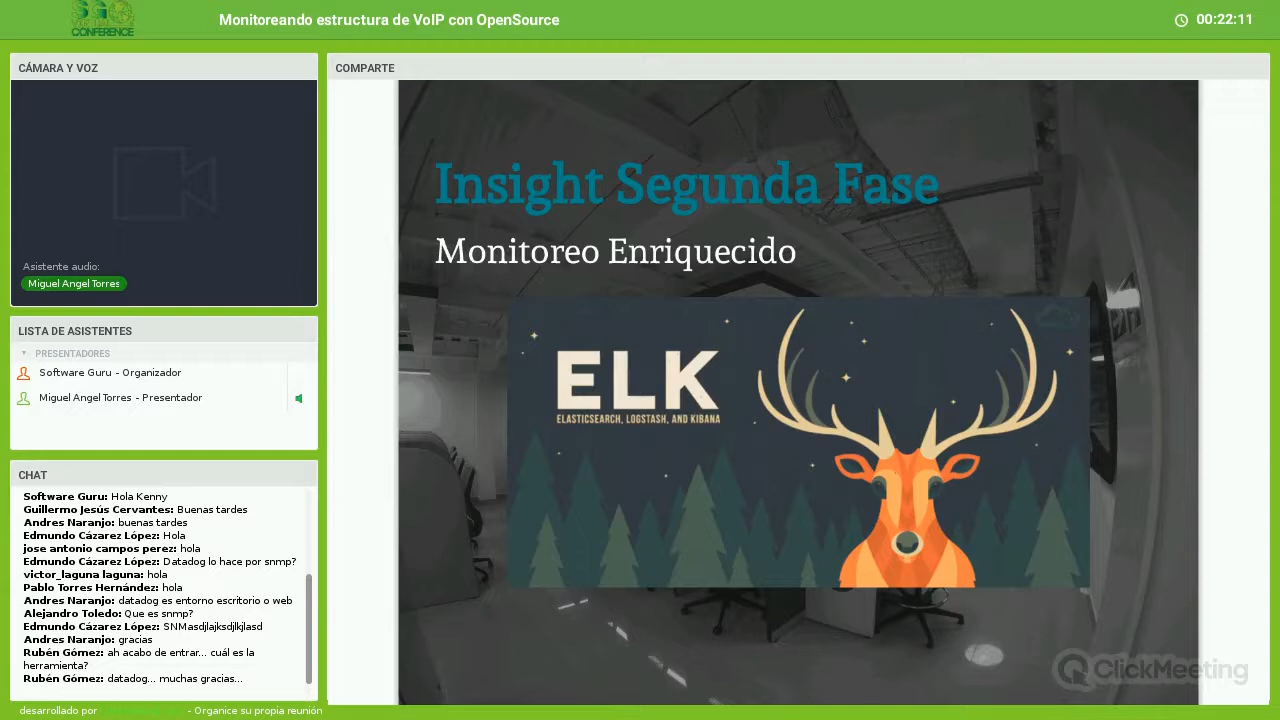 SG
VIRTUAL
CONFERENCE
Monitoreando estructura de VoIP con OpenSource
00:22:11
CÁMARA Y VOZ
COMPARTE
Asistente audio:
Miguel Angel Torres
Insight Segunda Fase
Monitoreo Enriquecido
ELK
ELASTICSEARCH, LOGSTASH, AND KIBANA
LISTA DE ASISTENTES
PRESENTADORES
Software Guru - Organizador
Miguel Angel Torres - Presentador
CHAT
Software Guru: Hola Kenny
Guillermo Jesús Cervantes: Buenas tardes
Andres Naranjo: buenas tardes
Edmundo Cázarez López: Hola
jose antonio campos perez: hola
Edmundo Cázarez López: Datadog lo hace por snmp?
victor_laguna laguna: hola
Pablo Torres Hernández: hola
Andres Naranjo: datadog es entorno escritorio o web
Alejandro Toledo: Que es snmp?
Edmundo Cázarez López: SNMasdjlajksdjlkjlasd
Andres Naranjo: gracias
Rubén Gómez: ah acabo de entrar... cuál es la
herramienta?
Rubén Gómez: datadog... muchas gracias...
ClickMeeting
desarrollado por - Organice su propia reunión